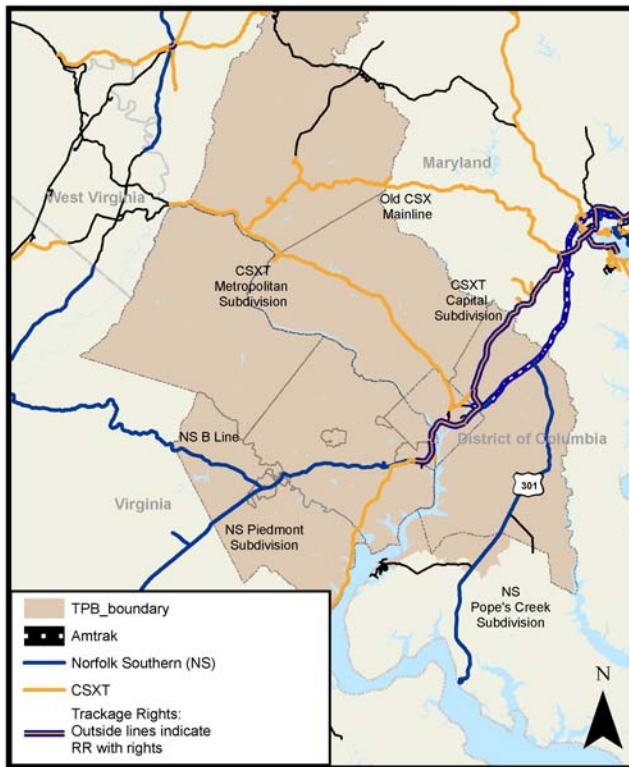 Maryland
West Virginia
Old CSX
Mainline
CSXT
Metropolitan
Subdivision
CSXT
Capital
Subdivision
NS B Line
District of Columbia
Virginia
301
NS Piedmont
Subdivision
NS
Pope's Creek
Subdivision
TPB_boundary
Amtrak
Norfolk Southern (NS)
CSXT
Trackage Rights:
Outside lines indicate
RR with rights
N